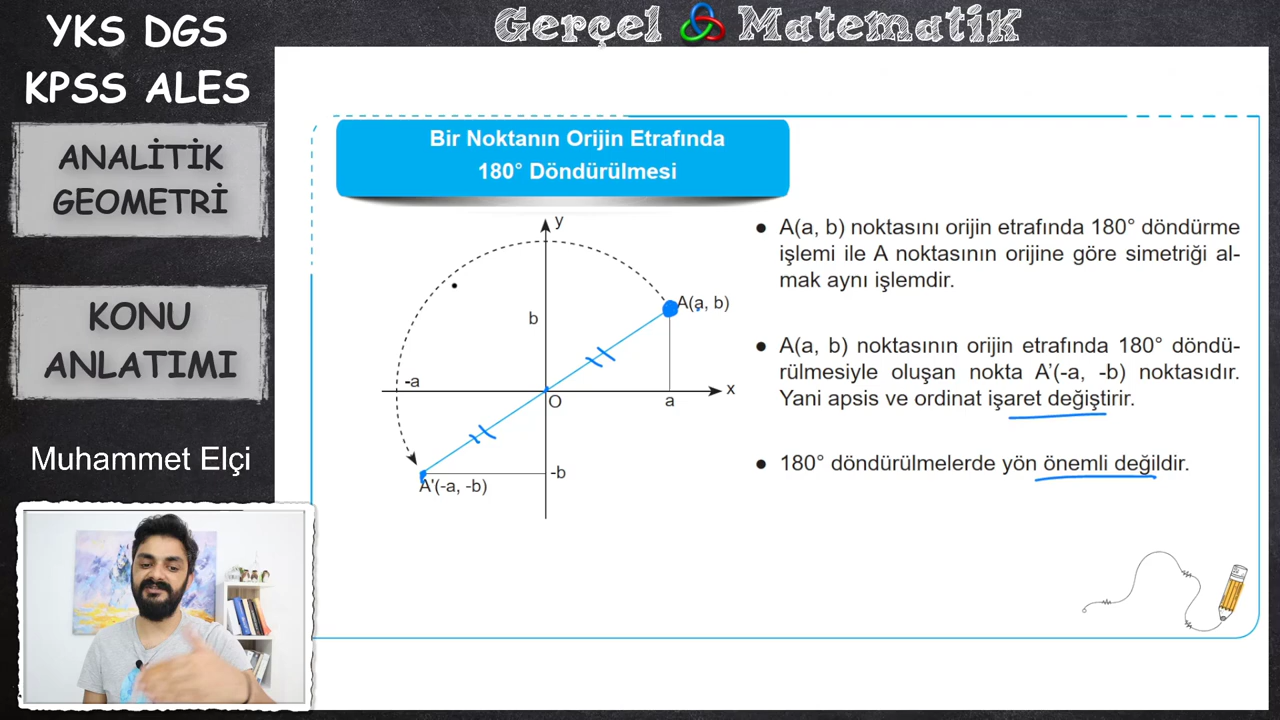 YKS DGS
KPSS ALES
ANALİTİK
GEOMETRİ
KONU
ANLATIMI
Muhammet Elçi
Gerçel Matematik
Bir Noktanın Orijin Etrafında
180° Döndürülmesi
y
A(a, b)
b
-a
x
O
a
-b
A'(-a, -b)
● A(a, b) noktasını orijin etrafında 180° döndürme
işlemi ile A noktasının orijine göre simetriği al-
mak aynı işlemdir.
● A(a, b) noktasının orijin etrafında 180° döndü-
rülmesiyle oluşan nokta A'(-a, -b) noktasıdır.
Yani apsis ve ordinat işaret değiştirir.
● 180° döndürülmelerde yön önemli değildir.